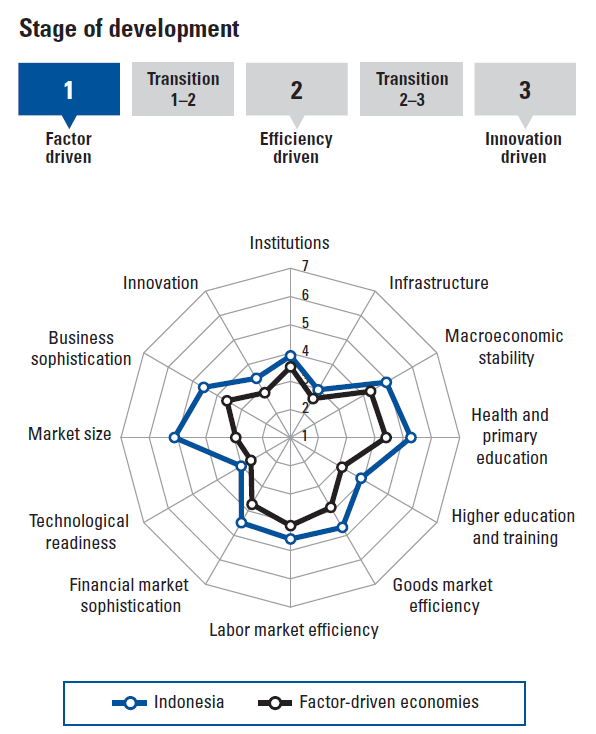 Stage of development
1
Transition
1–2
2
Transition
2–3
3
Factor
driven
Efficiency
driven
Innovation
driven
Institutions
7
Innovation
Infrastructure
6
5
Business
sophistication
Macroeconomic
stability
4
3
Market size
2
1
Health and
primary
education
Technological
readiness
Higher education
and training
Financial market
sophistication
Goods market
efficiency
Labor market efficiency
Indonesia
Factor-driven economies